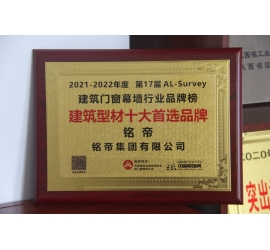 2021-2022年度 第17届 AL-Survey
建筑门窗幕墙行业品牌榜
建筑型材十大首选品牌
铭帝
铭帝集团有限公司
突出